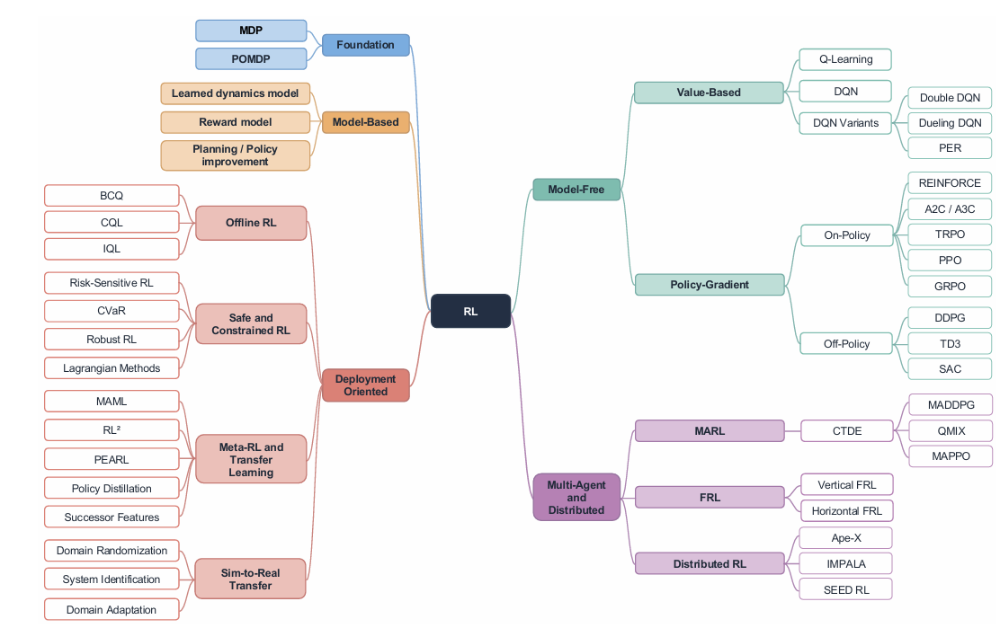 MDP
POMDP
Foundation
Learned dynamics model
Reward model
Planning / Policy
improvement
Model-Based
BCQ
CQL
IQL
Offline RL
Risk-Sensitive RL
CVaR
Robust RL
Lagrangian Methods
Safe and
Constrained RL
MAML
RL²
PEARL
Policy Distillation
Successor Features
Meta-RL and
Transfer
Learning
Domain Randomization
System Identification
Domain Adaptation
Sim-to-Real
Transfer
Deployment
Oriented
RL
Model-Free
Value-Based
Q-Learning
DQN
DQN Variants
Double DQN
Dueling DQN
PER
Policy-Gradient
On-Policy
REINFORCE
A2C / A3C
TRPO
PPO
GRPO
Off-Policy
DDPG
TD3
SAC
Multi-Agent
and
Distributed
MARL
CTDE
MADDPG
QMIX
MAPPO
FRL
Vertical FRL
Horizontal FRL
Distributed RL
Ape-X
IMPALA
SEED RL